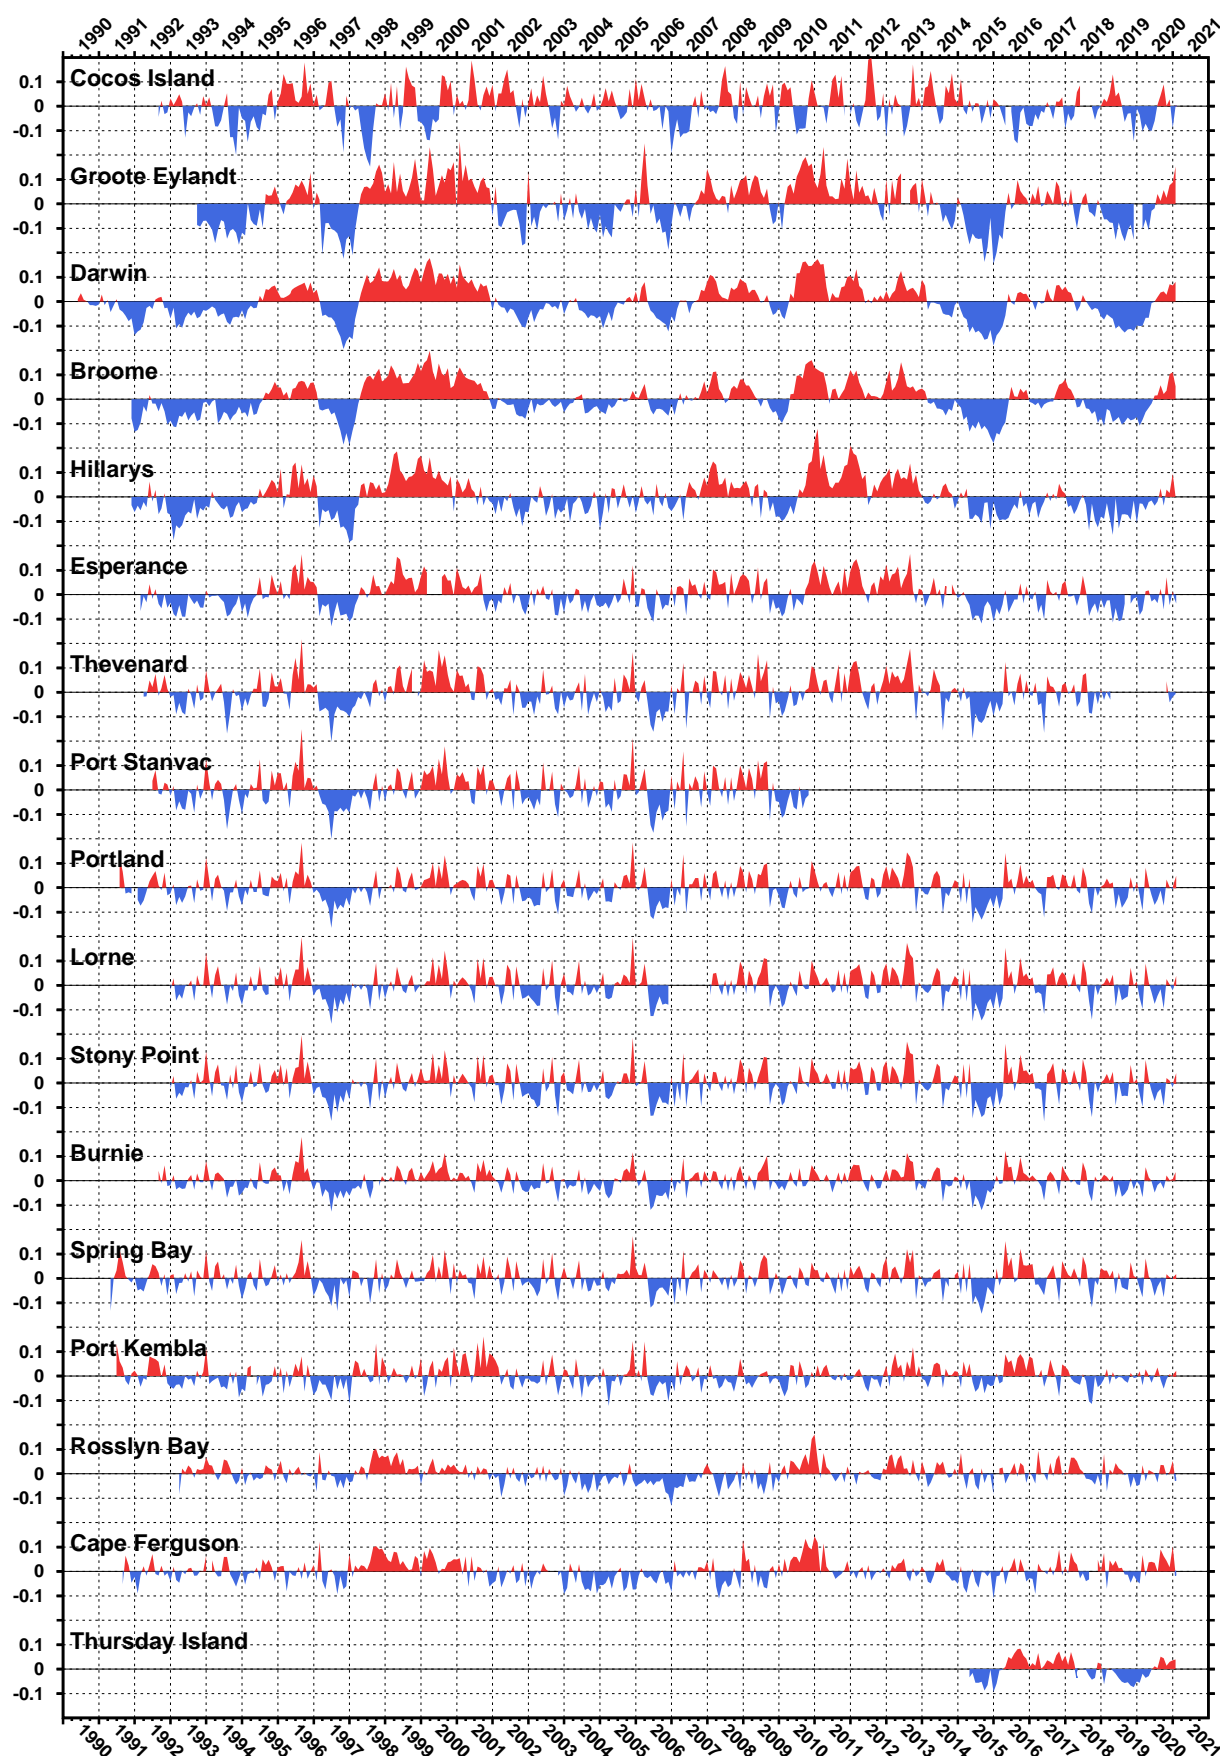 1990 1991 1992 1993 1994 1995 1996 1997 1998 1999 2000 2001 2002 2003 2004 2005 2006 2007 2008 2009 2010 2011 2012 2013 2014 2015 2016 2017 2018 2019 2020 2021
Cocos Island
0.1
0
-0.1
Groote Eylandt
0.1
0
-0.1
Darwin
0.1
0
-0.1
Broome
0.1
0
-0.1
Hillarys
0.1
0
-0.1
Esperance
0.1
0
-0.1
Thevenard
0.1
0
-0.1
Port Stanvac
0.1
0
-0.1
Portland
0.1
0
-0.1
Lorne
0.1
0
-0.1
Stony Point
0.1
0
-0.1
Burnie
0.1
0
-0.1
Spring Bay
0.1
0
-0.1
Port Kembla
0.1
0
-0.1
Rosslyn Bay
0.1
0
-0.1
Cape Ferguson
0.1
0
-0.1
Thursday Island
0.1
0
-0.1
1990 1991 1992 1993 1994 1995 1996 1997 1998 1999 2000 2001 2002 2003 2004 2005 2006 2007 2008 2009 2010 2011 2012 2013 2014 2015 2016 2017 2018 2019 2020 2021